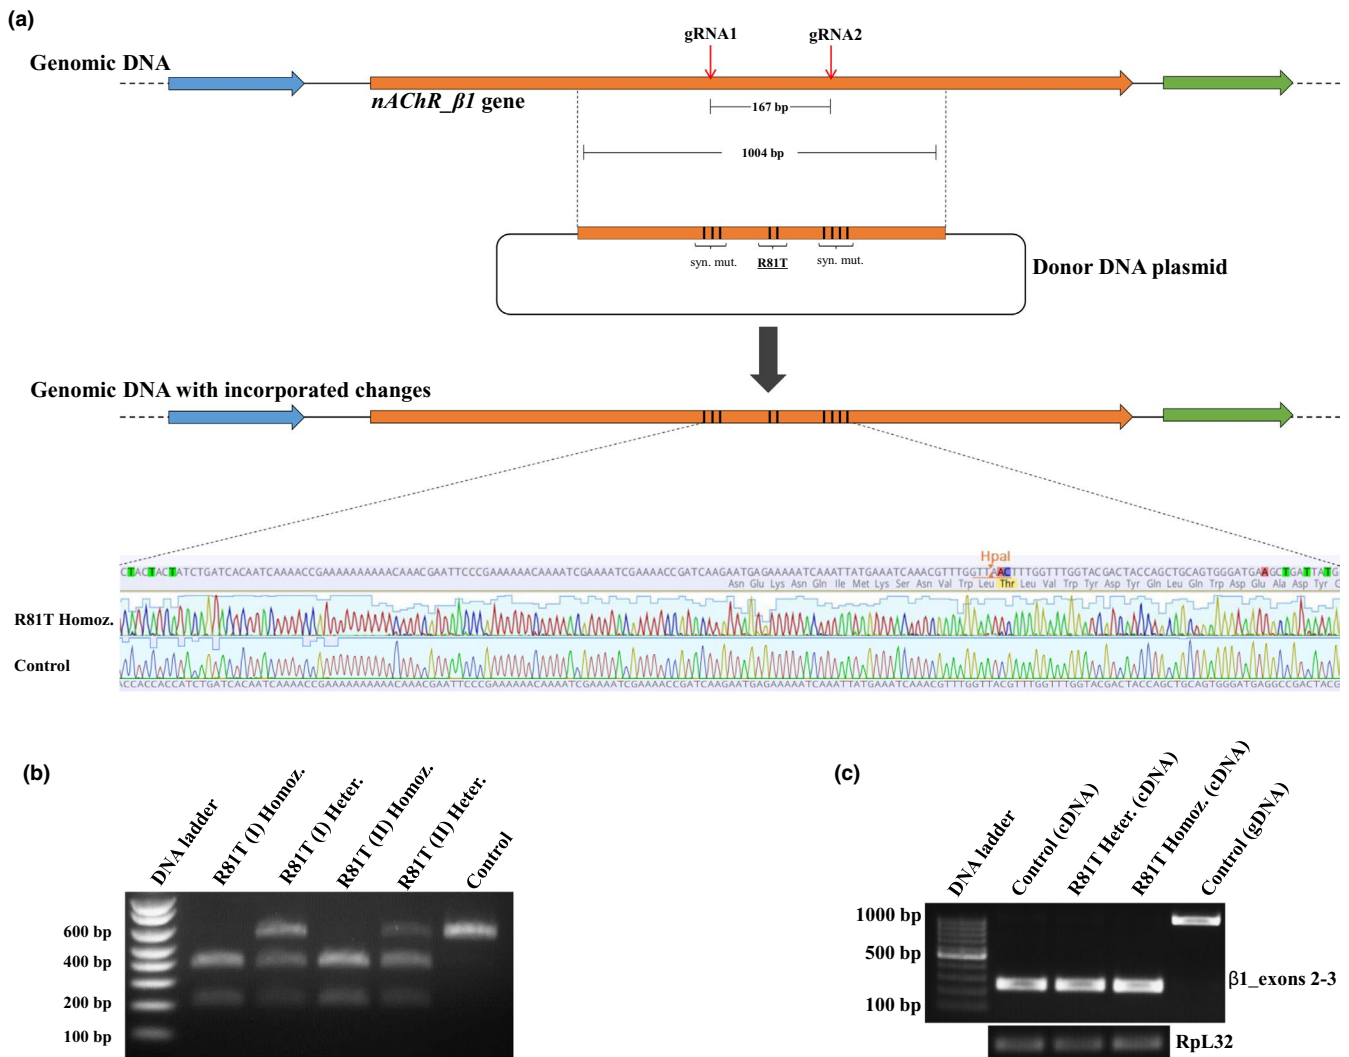 (a)
gRNA1 gRNA2
Genomic DNA
nAChR_β1 gene
167 bp
1004 bp
syn. mut. R81T syn. mut.
Donor DNA plasmid
Genomic DNA with incorporated changes
HpaI
Asn Glu Lys Asn Gln Ile Met Lys Ser Asn Val Trp Leu Thr Leu Val Trp Tyr Asp Tyr Gln Leu Gln Trp Asp Glu Ala Asp Tyr C
R81T Homoz.
Control
(b)
DNA ladder
R81T (I) Homoz.
R81T (I) Heter.
R81T (II) Homoz.
R81T (II) Heter.
Control
600 bp
400 bp
200 bp
100 bp
(c)
DNA ladder
Control (cDNA)
R81T Heter. (cDNA)
R81T Homoz. (cDNA)
Control (gDNA)
1000 bp
500 bp
100 bp
β1_exons 2-3
RpL32